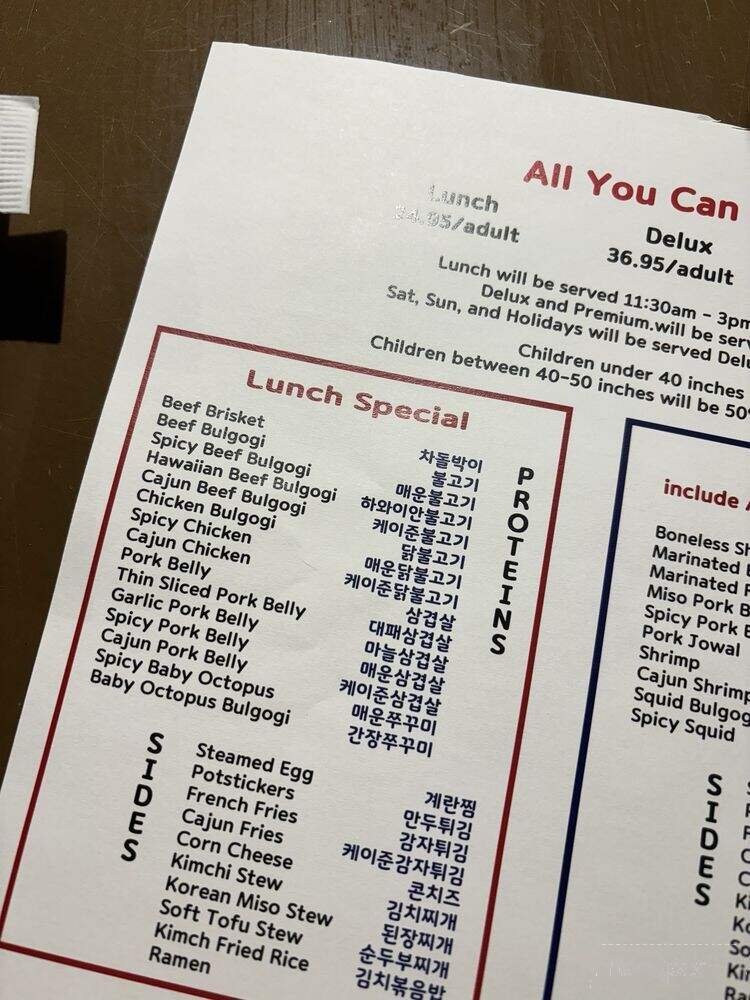 All You Can
Lunch
24.95/adult
Delux
36.95/adult
Lunch will be served 11:30am - 3pm
Delux and Premium.will be
Sat, Sun, and Holidays will be served
Children under 40 inches
Children between 40-50 inches will be
Lunch Special
Beef Brisket 차돌박이
Beef Bulgogi 불고기
Spicy Beef Bulgogi 매운불고기
Hawaiian Beef Bulgogi 하와이안불고기
Cajun Beef Bulgogi 케이준불고기
Chicken Bulgogi 닭불고기
Spicy Chicken 매운닭불고기
Cajun Chicken 케이준닭불고기
Pork Belly 삼겹살
Thin Sliced Pork Belly 대패삼겹살
Garlic Pork Belly 마늘삼겹살
Spicy Pork Belly 매운삼겹살
Cajun Pork Belly 케이준삼겹살
Spicy Baby Octopus 매운쭈꾸미
Baby Octopus Bulgogi 간장쭈꾸미
PROTEINS
SIDES
Steamed Egg 계란찜
Potstickers 만두튀김
French Fries 감자튀김
Cajun Fries 케이준감자튀김
Corn Cheese 콘치즈
Kimchi Stew 김치찌개
Korean Miso Stew 된장찌개
Soft Tofu Stew 순두부찌개
Kimch Fried Rice 김치볶음밥
Ramen
include
Boneless
Marinated
Marinated
Miso Pork
Spicy Pork
Pork Jowal
Shrimp
Cajun Shrimp
Squid
Spicy Squid
SIDES